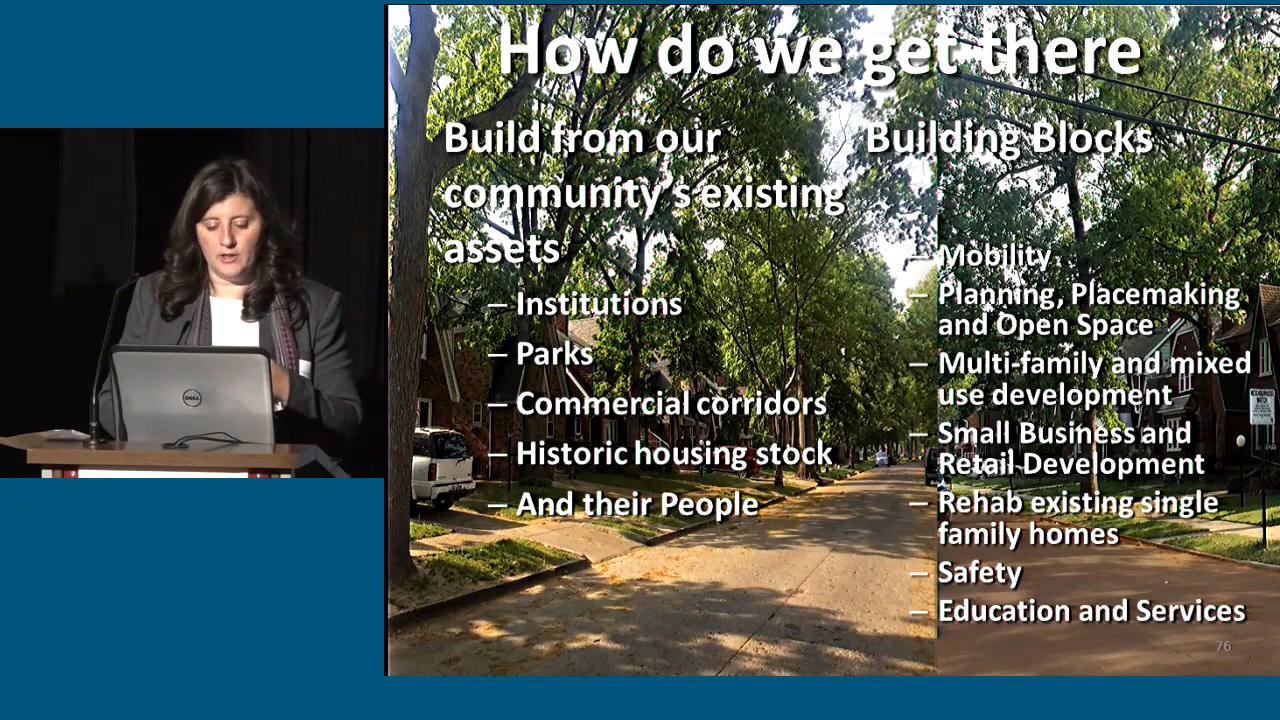 How do we get there
Build from our
community's existing
assets
– Institutions
– Parks
– Commercial corridors
– Historic housing stock
– And their People
Building Blocks
– Mobility
– Planning, Placemaking
and Open Space
– Multi-family and mixed
use development
– Small Business and
Retail Development
– Rehab existing single
family homes
– Safety
– Education and Services
76
DELL